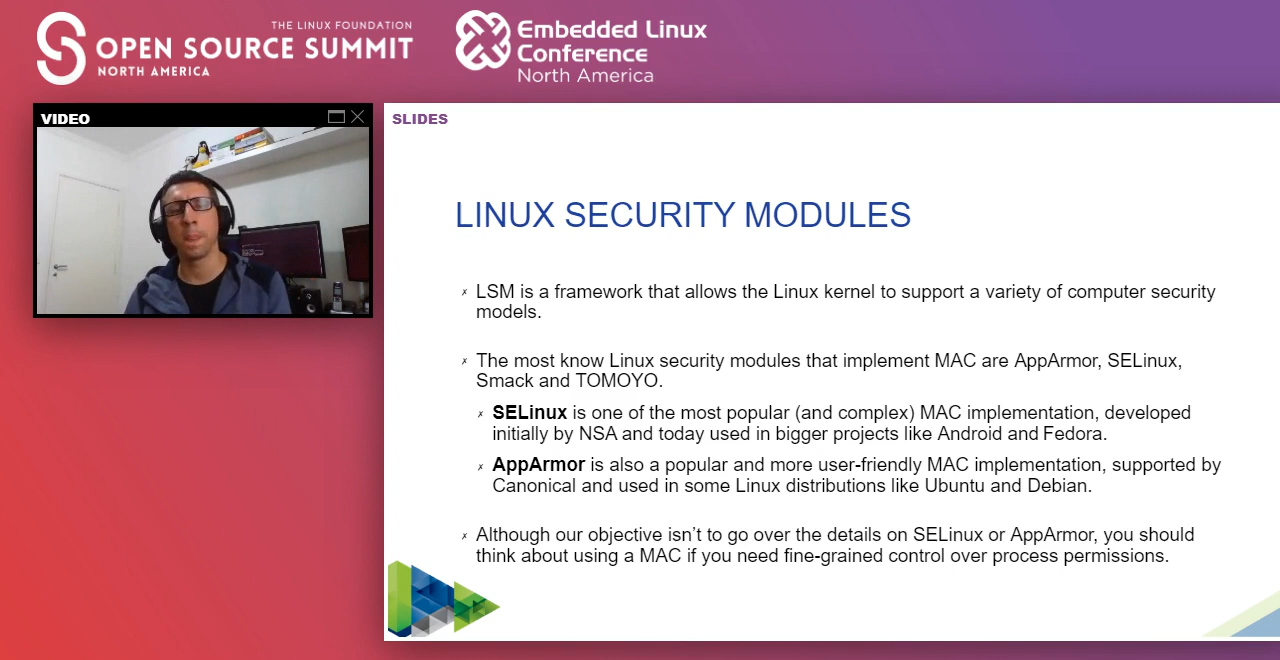 THE LINUX FOUNDATION
OPEN SOURCE SUMMIT
NORTH AMERICA
Embedded Linux
Conference
North America
VIDEO
SLIDES
LINUX SECURITY MODULES
✗ LSM is a framework that allows the Linux kernel to support a variety of computer security
models.
✗ The most know Linux security modules that implement MAC are AppArmor, SELinux,
Smack and TOMOYO.
✗ SELinux is one of the most popular (and complex) MAC implementation, developed
initially by NSA and today used in bigger projects like Android and Fedora.
✗ AppArmor is also a popular and more user-friendly MAC implementation, supported by
Canonical and used in some Linux distributions like Ubuntu and Debian.
✗ Although our objective isn’t to go over the details on SELinux or AppArmor, you should
think about using a MAC if you need fine-grained control over process permissions.